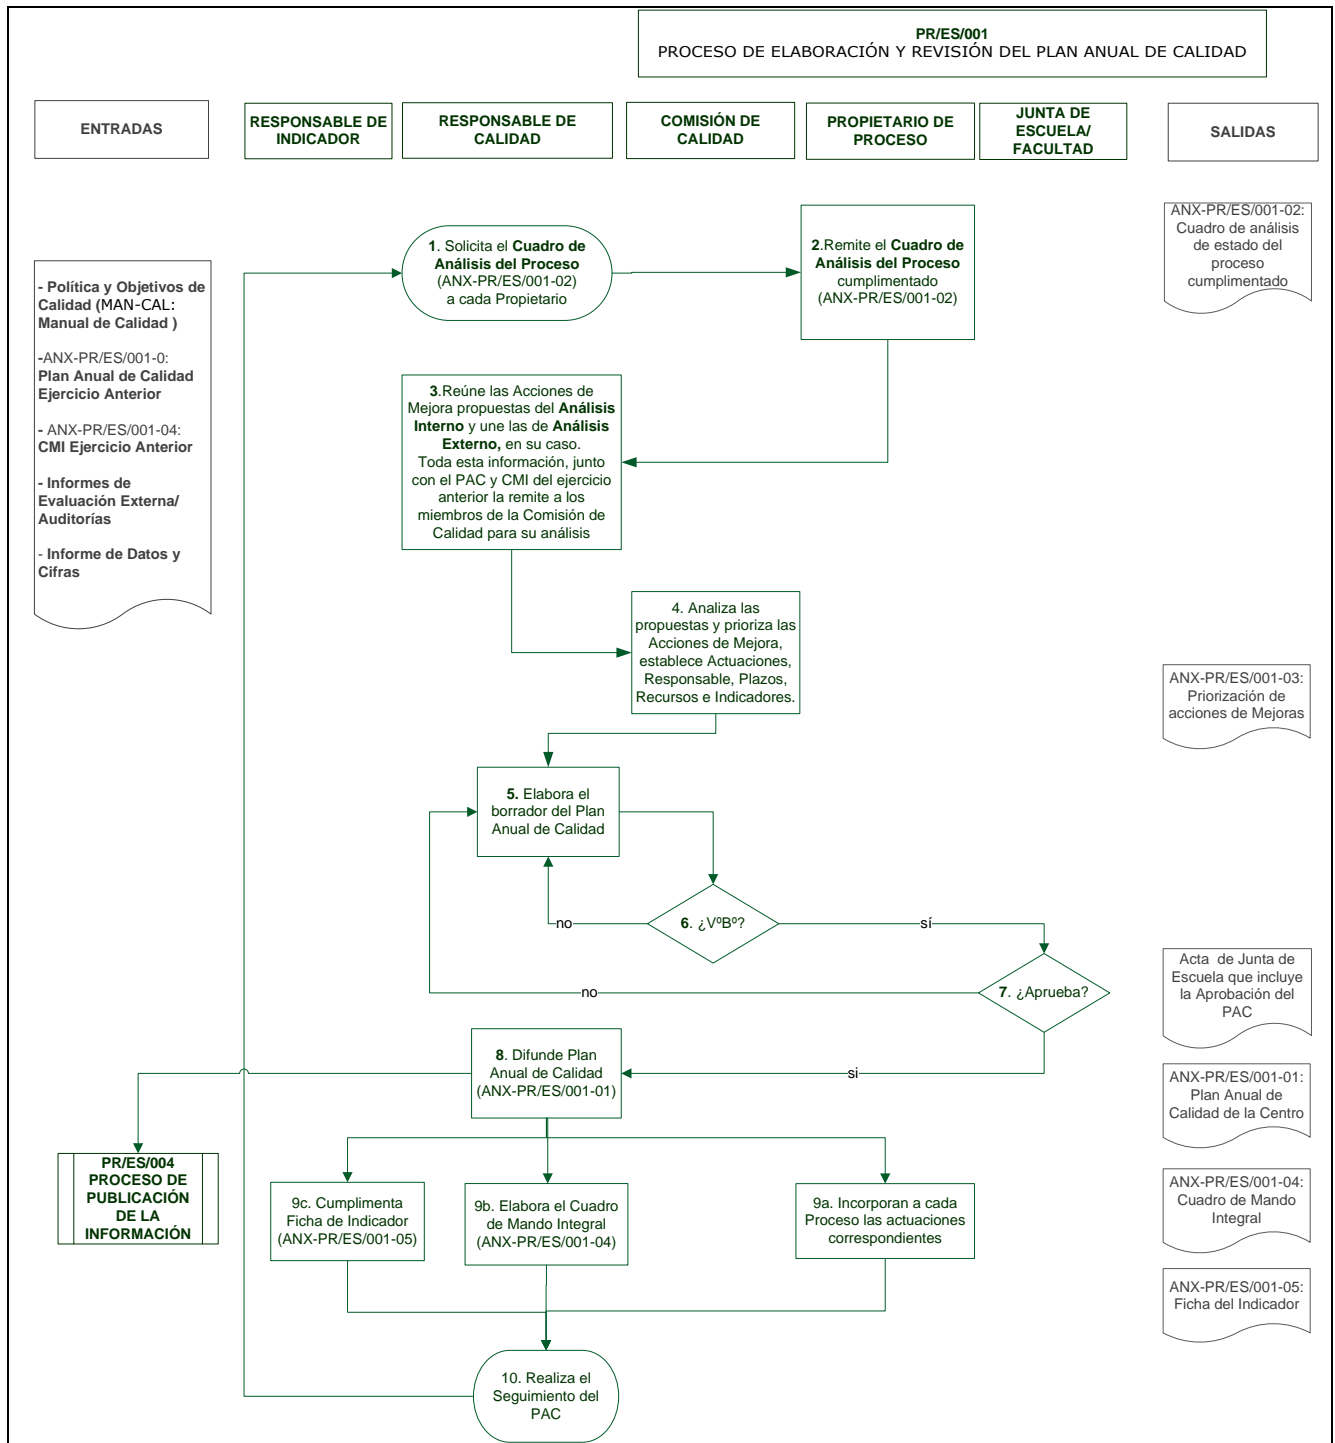 PR/ES/001
PROCESO DE ELABORACIÓN Y REVISIÓN DEL PLAN ANUAL DE CALIDAD
ENTRADAS
RESPONSABLE DE
INDICADOR
RESPONSABLE DE
CALIDAD
COMISIÓN DE
CALIDAD
PROPIETARIO DE
PROCESO
JUNTA DE
ESCUELA/
FACULTAD
SALIDAS
- Política y Objetivos de
Calidad (MAN-CAL:
Manual de Calidad )
-ANX-PR/ES/001-0:
Plan Anual de Calidad
Ejercicio Anterior
- ANX-PR/ES/001-04:
CMI Ejercicio Anterior
- Informes de
Evaluación Externa/
Auditorías
- Informe de Datos y
Cifras
1. Solicita el Cuadro de
Análisis del Proceso
(ANX-PR/ES/001-02)
a cada Propietario
2.Remite el Cuadro de
Análisis del Proceso
cumplimentado
(ANX-PR/ES/001-02)
ANX-PR/ES/001-02:
Cuadro de análisis
de estado del
proceso
cumplimentado
3.Reúne las Acciones de
Mejora propuestas del Análisis
Interno y une las de Análisis
Externo, en su caso.
Toda esta información, junto
con el PAC y CMI del ejercicio
anterior la remite a los
miembros de la Comisión de
Calidad para su análisis
4. Analiza las
propuestas y prioriza las
Acciones de Mejora,
establece Actuaciones,
Responsable, Plazos,
Recursos e Indicadores.
ANX-PR/ES/001-03:
Priorización de
acciones de Mejoras
5. Elabora el
borrador del Plan
Anual de Calidad
6. ¿VºBº?
no
sí
7. ¿Aprueba?
no
si
Acta de Junta de
Escuela que incluye
la Aprobación del
PAC
8. Difunde Plan
Anual de Calidad
(ANX-PR/ES/001-01)
ANX-PR/ES/001-01:
Plan Anual de
Calidad de la Centro
PR/ES/004
PROCESO DE
PUBLICACIÓN
DE LA
INFORMACIÓN
9c. Cumplimenta
Ficha de Indicador
(ANX-PR/ES/001-05)
9b. Elabora el Cuadro
de Mando Integral
(ANX-PR/ES/001-04)
9a. Incorporan a cada
Proceso las actuaciones
correspondientes
ANX-PR/ES/001-04:
Cuadro de Mando
Integral
ANX-PR/ES/001-05:
Ficha del Indicador
10. Realiza el
Seguimiento del
PAC